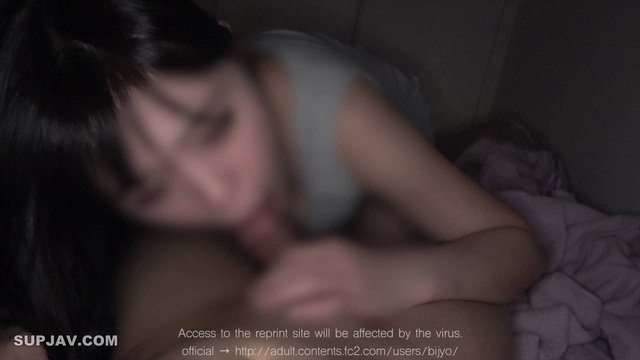 SUPJAV.COM
Access to the reprint site will be affected by the virus.
official → http://adult.contents.fc2.com/users/bijyo/